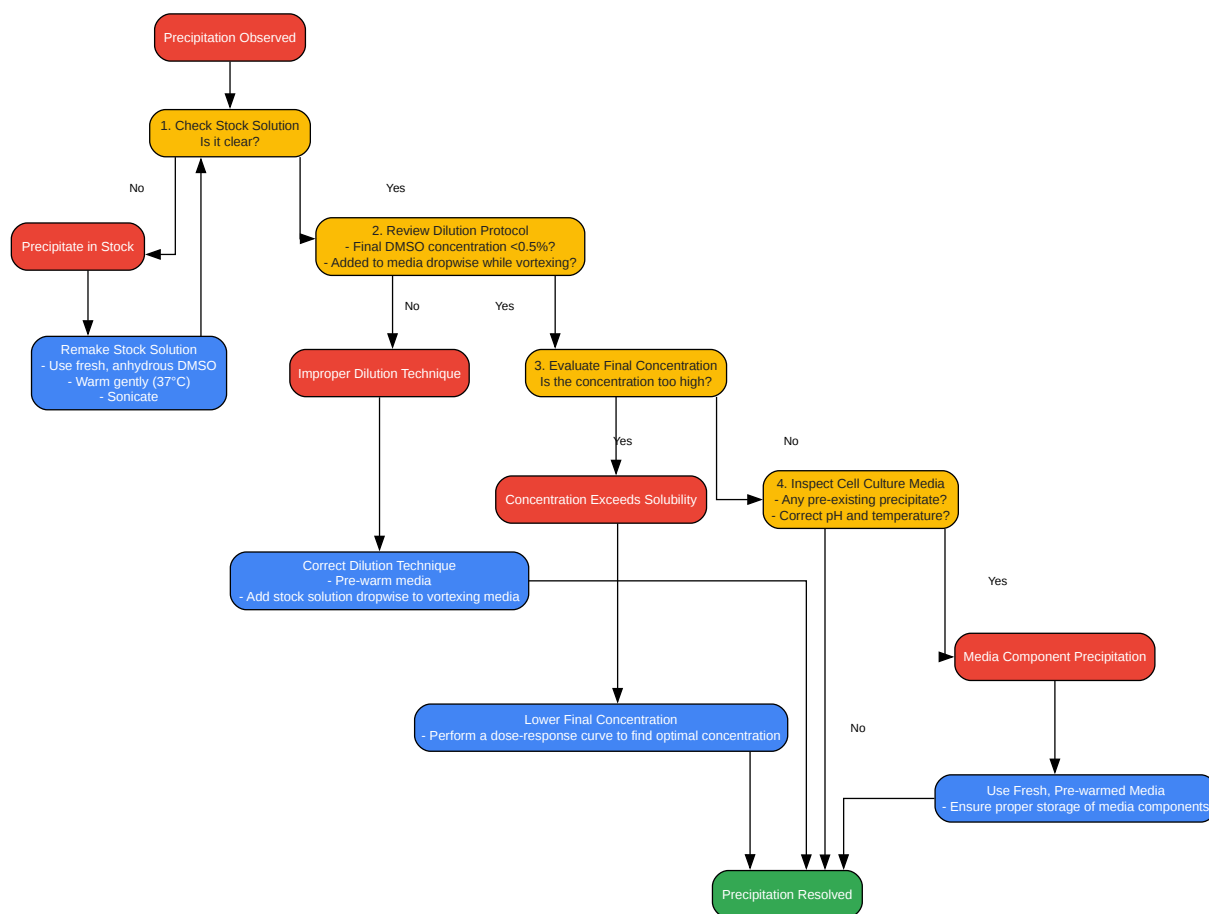 Precipitation Observed
1. Check Stock Solution
Is it clear?
No
Yes
Precipitate in Stock
2. Review Dilution Protocol
- Final DMSO concentration <0.5%?
- Added to media dropwise while vortexing?
No
Yes
Remake Stock Solution
- Use fresh, anhydrous DMSO
- Warm gently (37°C)
- Sonicate
Improper Dilution Technique
3. Evaluate Final Concentration
Is the concentration too high?
Yes
No
Concentration Exceeds Solubility
4. Inspect Cell Culture Media
- Any pre-existing precipitate?
- Correct pH and temperature?
Correct Dilution Technique
- Pre-warm media
- Add stock solution dropwise to vortexing media
Yes
Media Component Precipitation
Lower Final Concentration
- Perform a dose-response curve to find optimal concentration
No
Use Fresh, Pre-warmed Media
- Ensure proper storage of media components
Precipitation Resolved